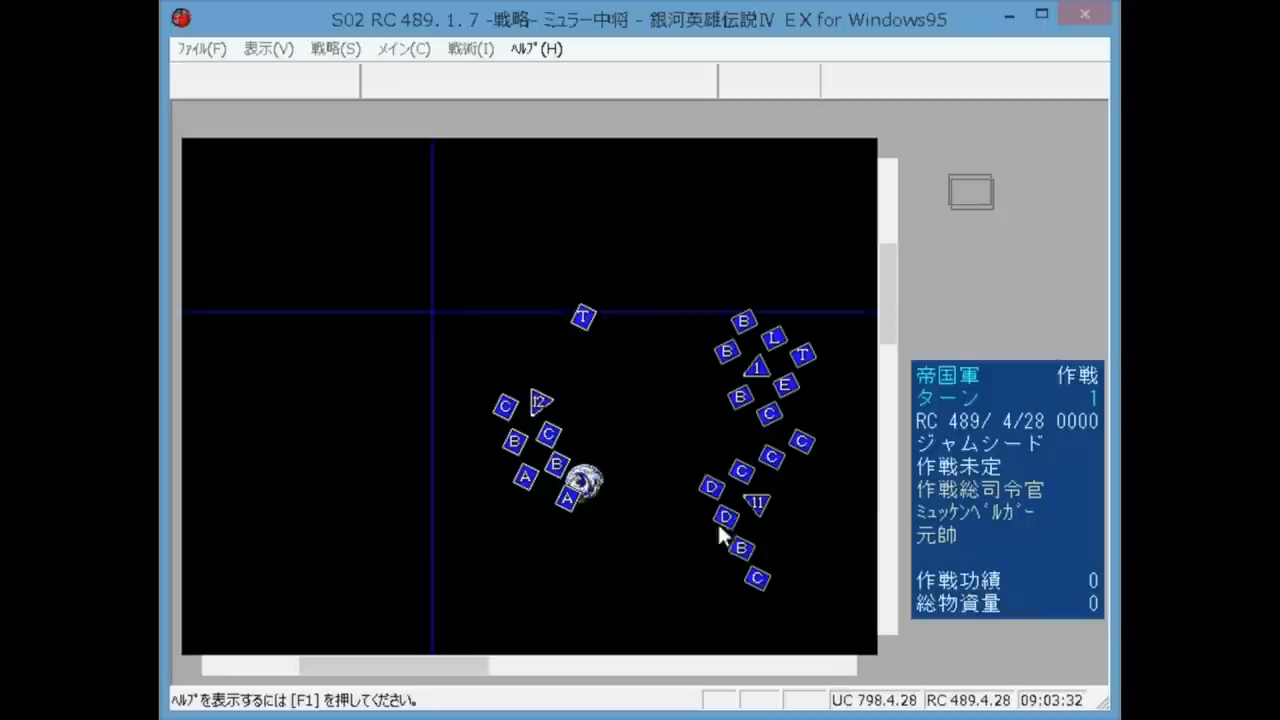 S02 RC 489. 1. 7 -戦略- ミュラー中将 - 銀河英雄伝説Ⅳ EX for Windows95
ﾌｧｲﾙ(F) 表示(V) 戦略(S) メイン(C) 戦術(I) ﾍﾙﾌﾟ(H)
T
B
L
B
T
1
E
B
C
C
12
C
B
B
A
A
C
C
C
D
11
D
B
C
帝国軍 作戦
ターン 1
RC 489/ 4/28 0000
ジャムシード
作戦未定
作戦総司令官
ﾐｭｯｹﾝﾍﾞﾙｶﾞｰ
元帥
作戦功績 0
総物資量 0
ﾍﾙﾌﾟを表示するには [F1] を押してください。 UC 798.4.28 RC 489.4.28 09:03:32